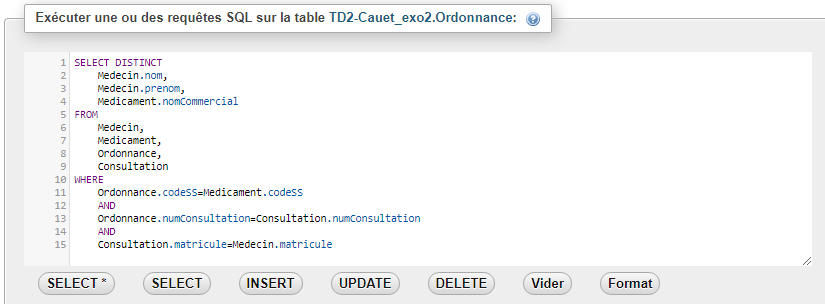 Exécuter une ou des requêtes SQL sur la table TD2-Cauet_exo2.Ordonnance:
1 SELECT DISTINCT
2 Medecin.nom,
3 Medecin.prenom,
4 Medicament.nomCommercial
5 FROM
6 Medecin,
7 Medicament,
8 Ordonnance,
9 Consultation
10 WHERE
11 Ordonnance.codeSS=Medicament.codeSS
12 AND
13 Ordonnance.numConsultation=Consultation.numConsultation
14 AND
15 Consultation.matricule=Medecin.matricule
SELECT * SELECT INSERT UPDATE DELETE Vider Format